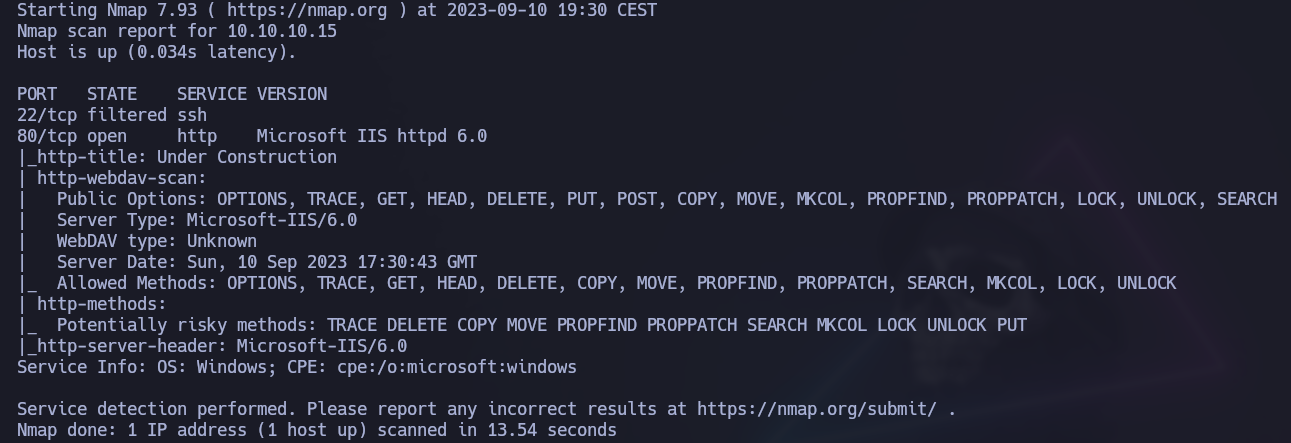 Starting Nmap 7.93 ( https://nmap.org ) at 2023-09-10 19:30 CEST
Nmap scan report for 10.10.10.15
Host is up (0.034s latency).
PORT   STATE    SERVICE VERSION
22/tcp filtered ssh
80/tcp open     http    Microsoft IIS httpd 6.0
|_http-title: Under Construction
| http-webdav-scan:
|   Public Options: OPTIONS, TRACE, GET, HEAD, DELETE, PUT, POST, COPY, MOVE, MKCOL, PROPFIND, PROPPATCH, LOCK, UNLOCK, SEARCH
|   Server Type: Microsoft-IIS/6.0
|   WebDAV type: Unknown
|   Server Date: Sun, 10 Sep 2023 17:30:43 GMT
|_  Allowed Methods: OPTIONS, TRACE, GET, HEAD, DELETE, COPY, MOVE, PROPFIND, PROPPATCH, SEARCH, MKCOL, LOCK, UNLOCK
| http-methods:
|_  Potentially risky methods: TRACE DELETE COPY MOVE PROPFIND PROPPATCH SEARCH MKCOL LOCK UNLOCK PUT
|_http-server-header: Microsoft-IIS/6.0
Service Info: OS: Windows; CPE: cpe:/o:microsoft:windows
Service detection performed. Please report any incorrect results at https://nmap.org/submit/ .
Nmap done: 1 IP address (1 host up) scanned in 13.54 seconds